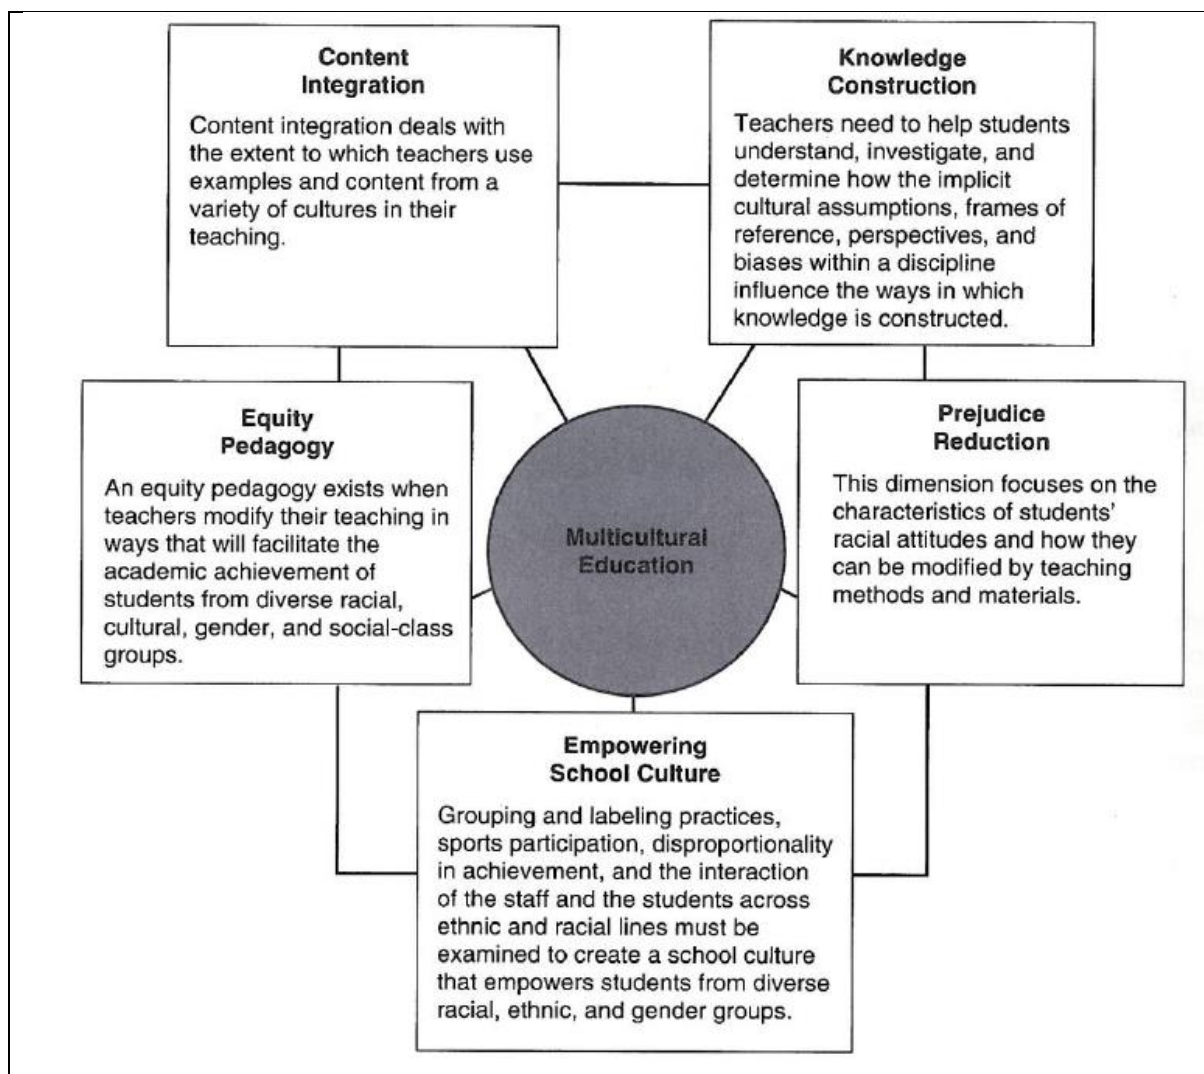 Content
Integration
Content integration deals with
the extent to which teachers use
examples and content from a
variety of cultures in their
teaching.
Knowledge
Construction
Teachers need to help students
understand, investigate, and
determine how the implicit
cultural assumptions, frames of
reference, perspectives, and
biases within a discipline
influence the ways in which
knowledge is constructed.
Equity
Pedagogy
An equity pedagogy exists when
teachers modify their teaching in
ways that will facilitate the
academic achievement of
students from diverse racial,
cultural, gender, and social-class
groups.
Multicultural
Education
Prejudice
Reduction
This dimension focuses on the
characteristics of students'
racial attitudes and how they
can be modified by teaching
methods and materials.
Empowering
School Culture
Grouping and labeling practices,
sports participation, disproportionality
in achievement, and the interaction
of the staff and the students across
ethnic and racial lines must be
examined to create a school culture
that empowers students from diverse
racial, ethnic, and gender groups.